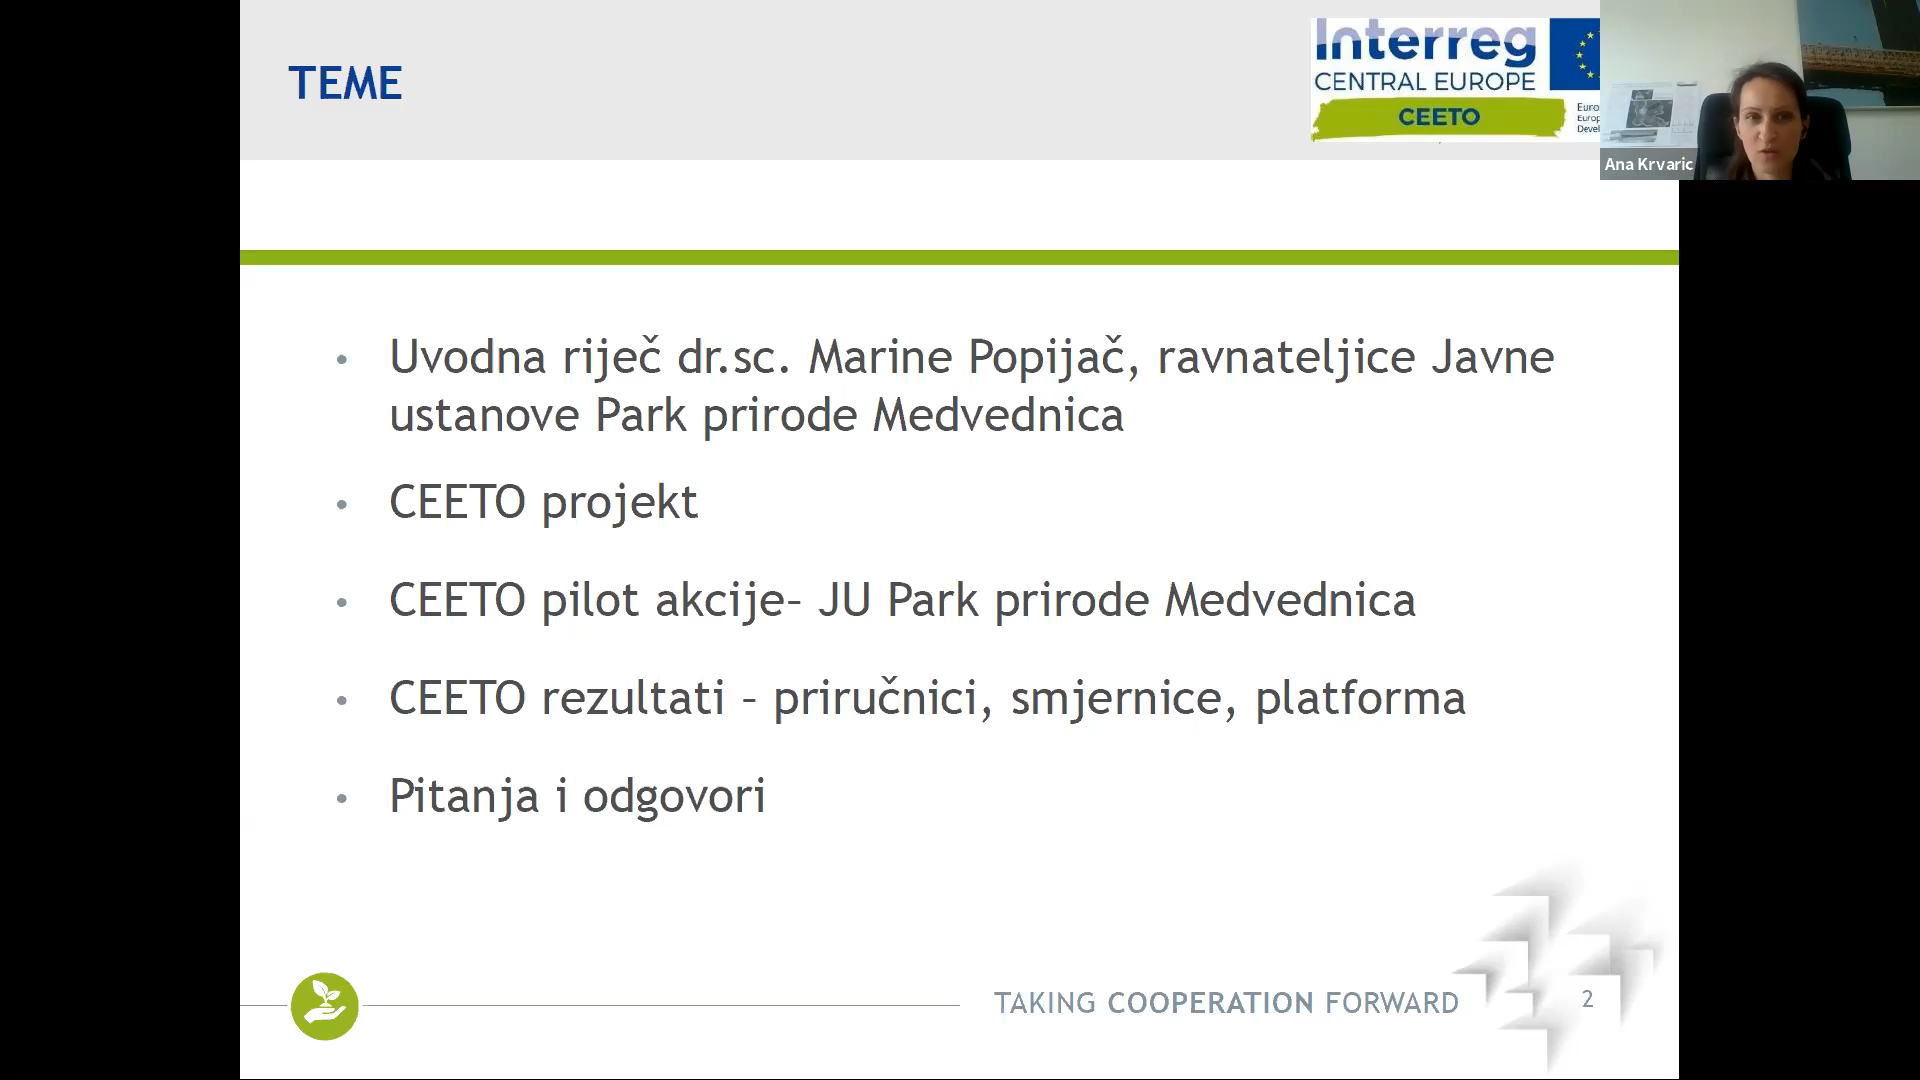 TEME
Interreg
CENTRAL EUROPE
CEETO
Ana Krvaric
Uvodna riječ dr.sc. Marine Popijač, ravnateljice Javne
ustanove Park prirode Medvednica
CEETO projekt
CEETO pilot akcije– JU Park prirode Medvednica
CEETO rezultati – priručnici, smjernice, platforma
Pitanja i odgovori
TAKING COOPERATION FORWARD
2